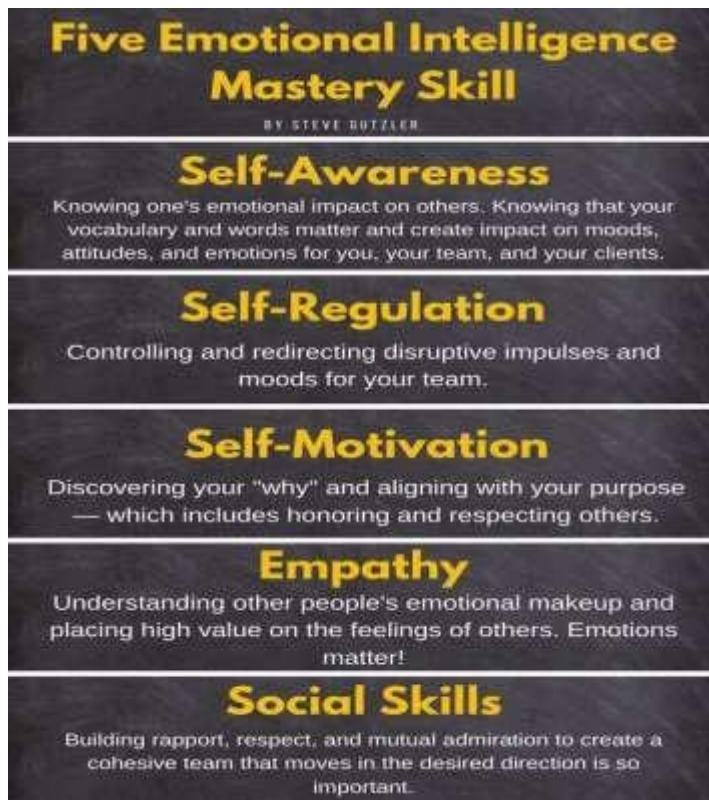 Five Emotional Intelligence
Mastery Skill
BY STEVE GUTZLER
Self-Awareness
Knowing one's emotional impact on others. Knowing that your
vocabulary and words matter and create impact on moods,
attitudes, and emotions for you, your team, and your clients.
Self-Regulation
Controlling and redirecting disruptive impulses and
moods for your team.
Self-Motivation
Discovering your "why" and aligning with your purpose
— which includes honoring and respecting others.
Empathy
Understanding other people's emotional makeup and
placing high value on the feelings of others. Emotions
matter!
Social Skills
Building rapport, respect, and mutual admiration to create a
cohesive team that moves in the desired direction is so
important.